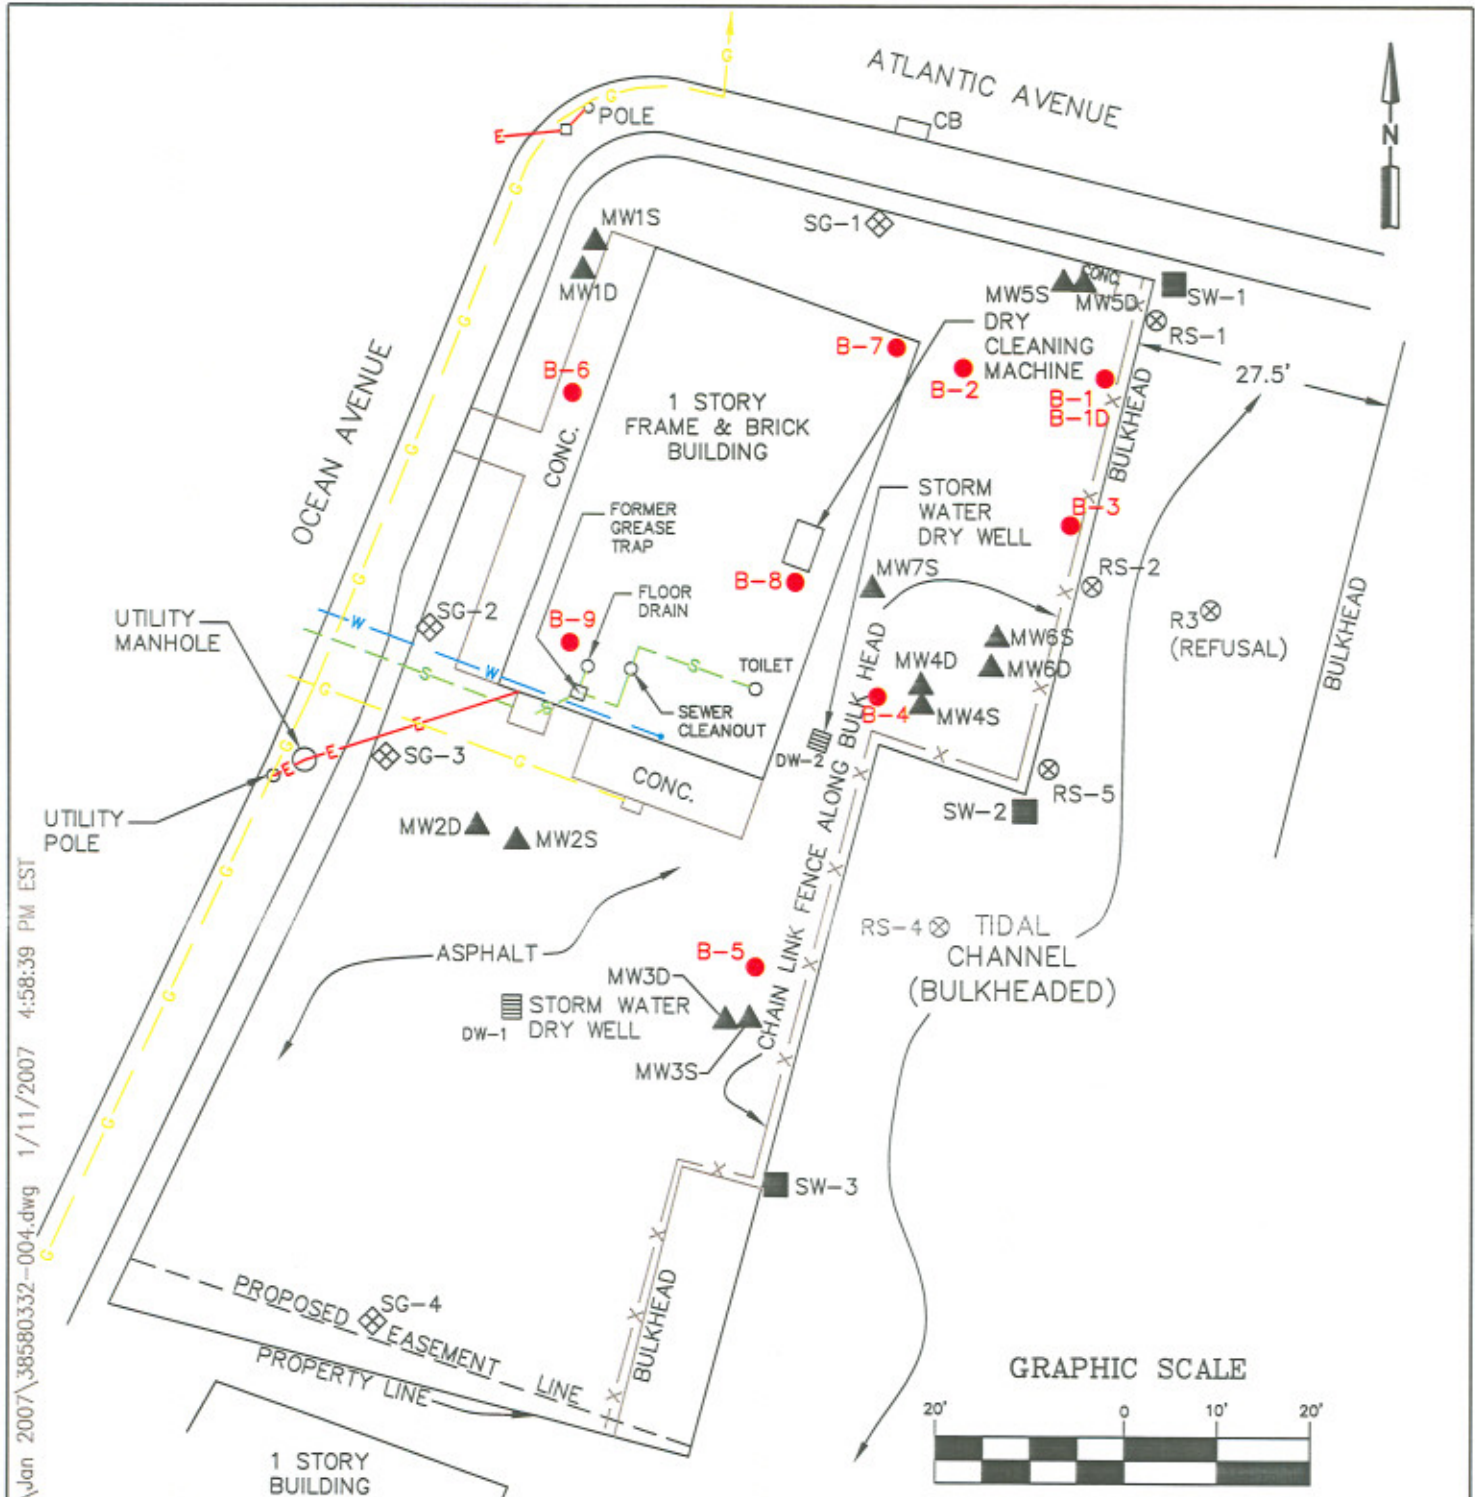 ATLANTIC AVENUE
G
POLE
CB
E
N
G
G
MW1S
SG-1
MW1D
CONC.
MW5S
MW5D
SW-1
RS-1
DRY
CLEANING
MACHINE
B-7
B-6
B-2
B-1
B-1D
27.5'
OCEAN AVENUE
1 STORY
FRAME & BRICK
BUILDING
CONC.
BULKHEAD
G
STORM
WATER
DRY WELL
B-3
FORMER
GREASE
TRAP
B-8
MW7S
RS-2
G
FLOOR
DRAIN
R3
(REFUSAL)
BULKHEAD
UTILITY
MANHOLE
SG-2
W
B-9
MW6S
MW6D
W
S
S
TOILET
MW4D
MW4S
B-4
G
SEWER
CLEANOUT
E
DW-2
G
E
E
SG-3
G
CONC.
RS-5
SW-2
UTILITY
POLE
MW2D
MW2S
CHAIN LINK FENCE ALONG BULK HEAD
G
RS-4
TIDAL
CHANNEL
(BULKHEADED)
ASPHALT
B-5
MW3D
G
STORM WATER
DRY WELL
DW-1
MW3S
G
SW-3
G
BULKHEAD
PROPOSED EASEMENT LINE
SG-4
PROPERTY LINE
GRAPHIC SCALE
20' 0 10' 20'
1 STORY
BUILDING
\Jan 2007\38580332-004.dwg 1/11/2007 4:58:39 PM EST